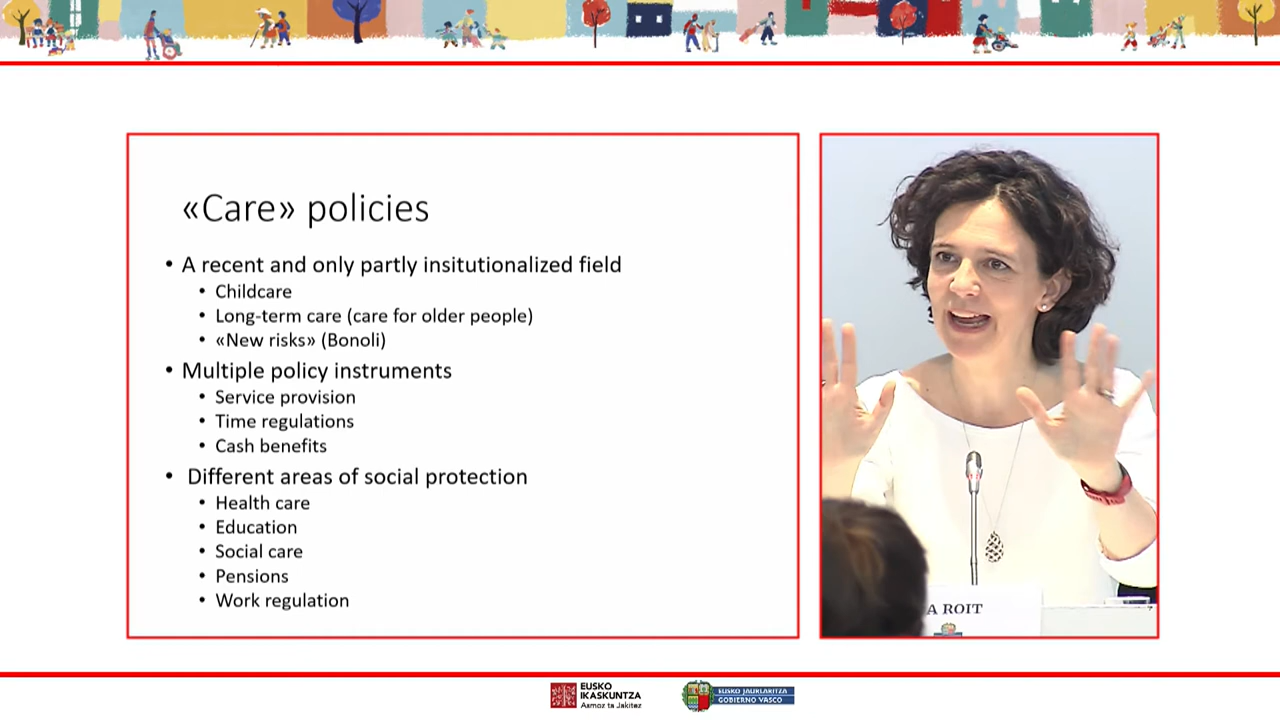 «Care» policies
• A recent and only partly insitutionalized field
• Childcare
• Long-term care (care for older people)
• «New risks» (Bonoli)
• Multiple policy instruments
• Service provision
• Time regulations
• Cash benefits
• Different areas of social protection
• Health care
• Education
• Social care
• Pensions
• Work regulation
A ROIT
EUSKO
IKASKUNTZA
Asmoz ta Jakitez
EUSKO JAURLARITZA
GOBIERNO VASCO